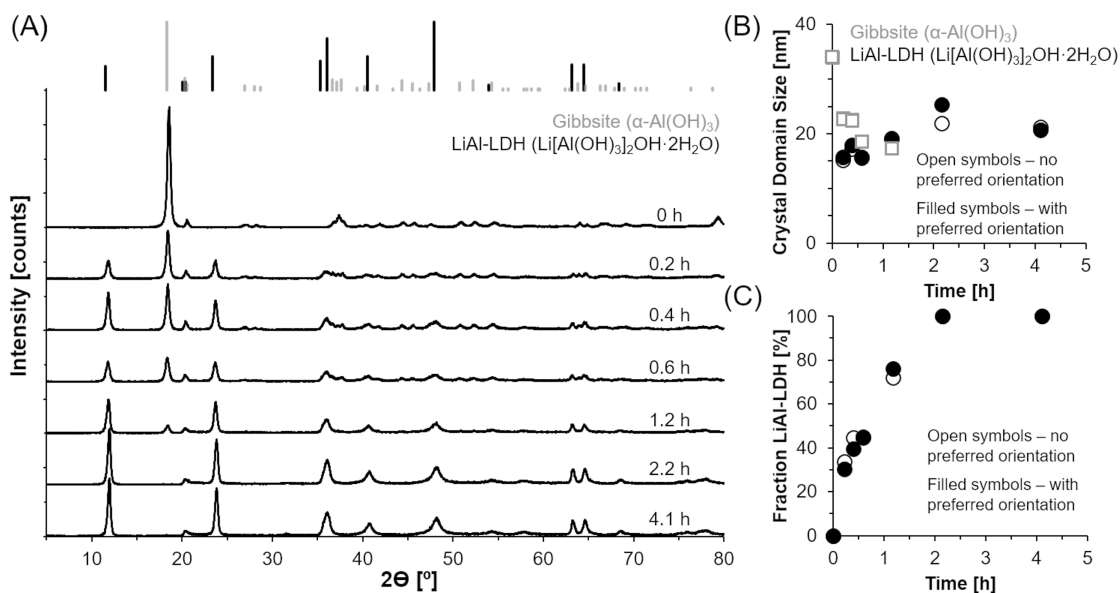 (A)
Gibbsite (α-Al(OH)₃)
LiAl-LDH (Li[Al(OH)₃]₂OH·2H₂O)
0 h
0.2 h
0.4 h
0.6 h
1.2 h
2.2 h
4.1 h
Intensity [counts]
10 20 30 40 50 60 70 80
2Θ [º]
(B)
Gibbsite (α-Al(OH)₃)
LiAl-LDH (Li[Al(OH)₃]₂OH·2H₂O)
40
20
0
Crystal Domain Size [nm]
Open symbols – no
preferred orientation
Filled symbols – with
preferred orientation
0 1 2 3 4 5
Time [h]
(C)
100
80
60
40
20
0
Fraction LiAl-LDH [%]
Open symbols – no
preferred orientation
Filled symbols – with
preferred orientation
0 1 2 3 4 5
Time [h]